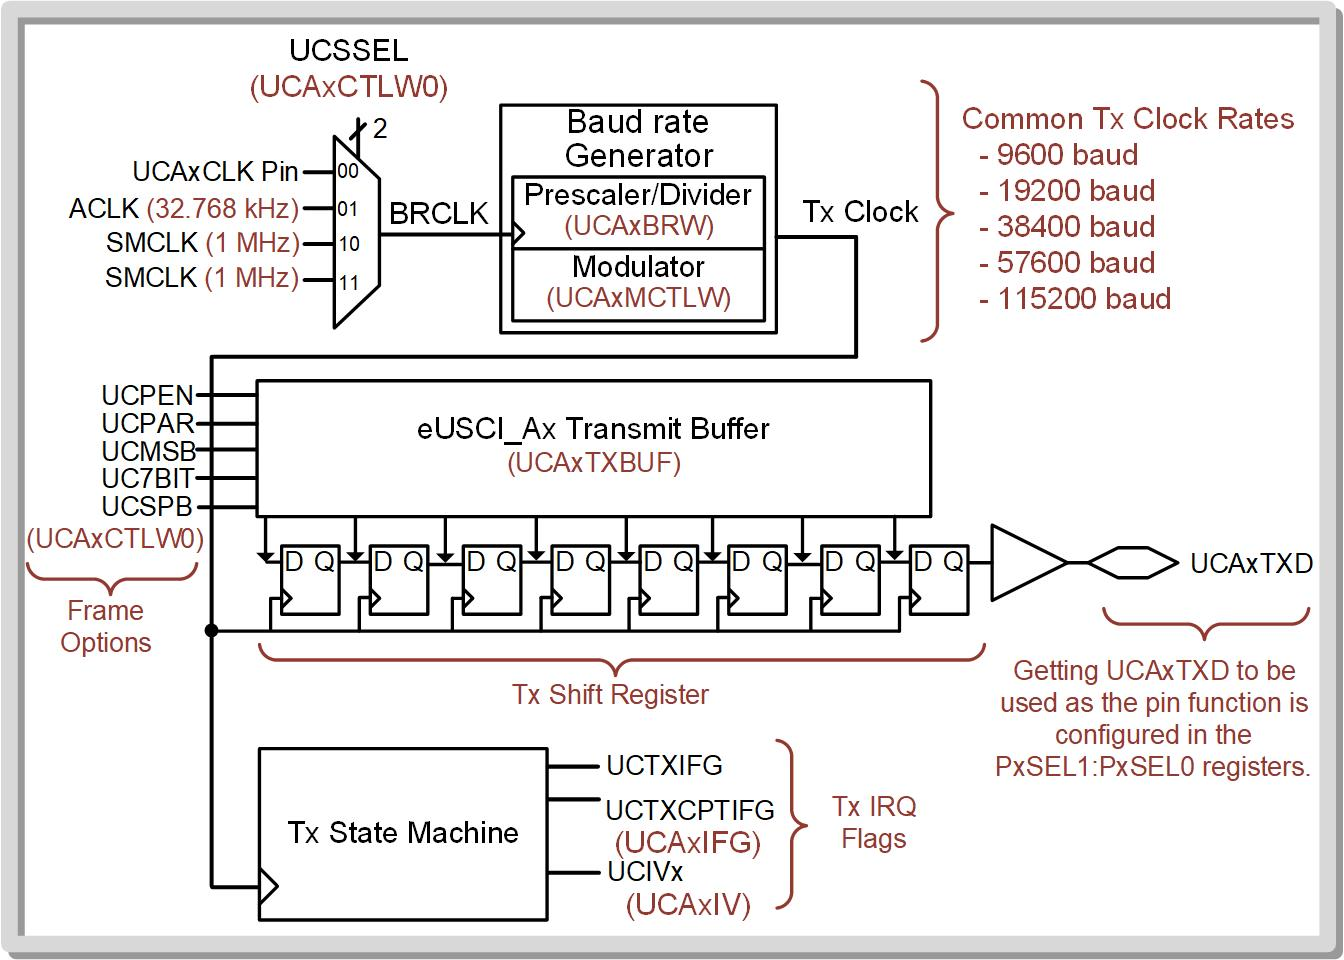 UCSSEL
(UCAxCTLW0)
2
UCAxCLK Pin
00
ACLK (32.768 kHz)
01
SMCLK (1 MHz)
10
SMCLK (1 MHz)
11
BRCLK
Baud rate
Generator
Prescaler/Divider
(UCAxBRW)
Modulator
(UCAxMCTLW)
Tx Clock
Common Tx Clock Rates
- 9600 baud
- 19200 baud
- 38400 baud
- 57600 baud
- 115200 baud
UCPEN
UCPAR
UCMSB
UC7BIT
UCSPB
(UCAxCTLW0)
Frame
Options
eUSCI_Ax Transmit Buffer
(UCAxTXBUF)
D Q
D Q
D Q
D Q
D Q
D Q
D Q
D Q
UCAxTXD
Tx Shift Register
Getting UCAxTXD to be
used as the pin function is
configured in the
PxSEL1:PxSEL0 registers.
Tx State Machine
UCTXIFG
UCTXCPTIFG
(UCAxIFG)
UCIVx
(UCAxIV)
Tx IRQ
Flags